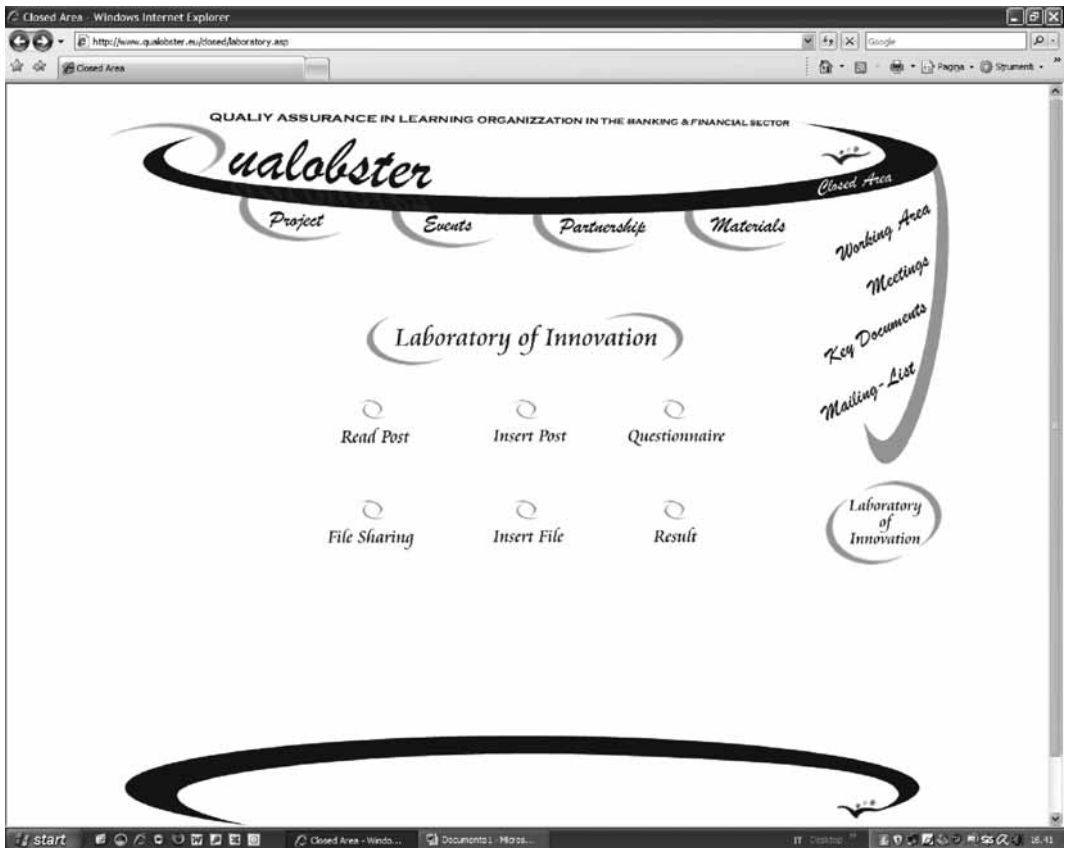 Closed Area - Windows Internet Explorer
http://www.qualobster.eu/closed/laboratory.asp
Google
Closed Area
Pagina
Strumenti
QUALIY ASSURANCE IN LEARNING ORGANIZZATION IN THE BANKING & FINANCIAL SECTOR
Qualobster
Closed Area
Project
Events
Partnership
Materials
Working Area
Meetings
Key Documents
Mailing-List
Laboratory of Innovation
Read Post
Insert Post
Questionnaire
File Sharing
Insert File
Result
Laboratory
of
Innovation
start
Closed Area - Windo...
Documento1 - Micros...
IT
Desktop
16.41